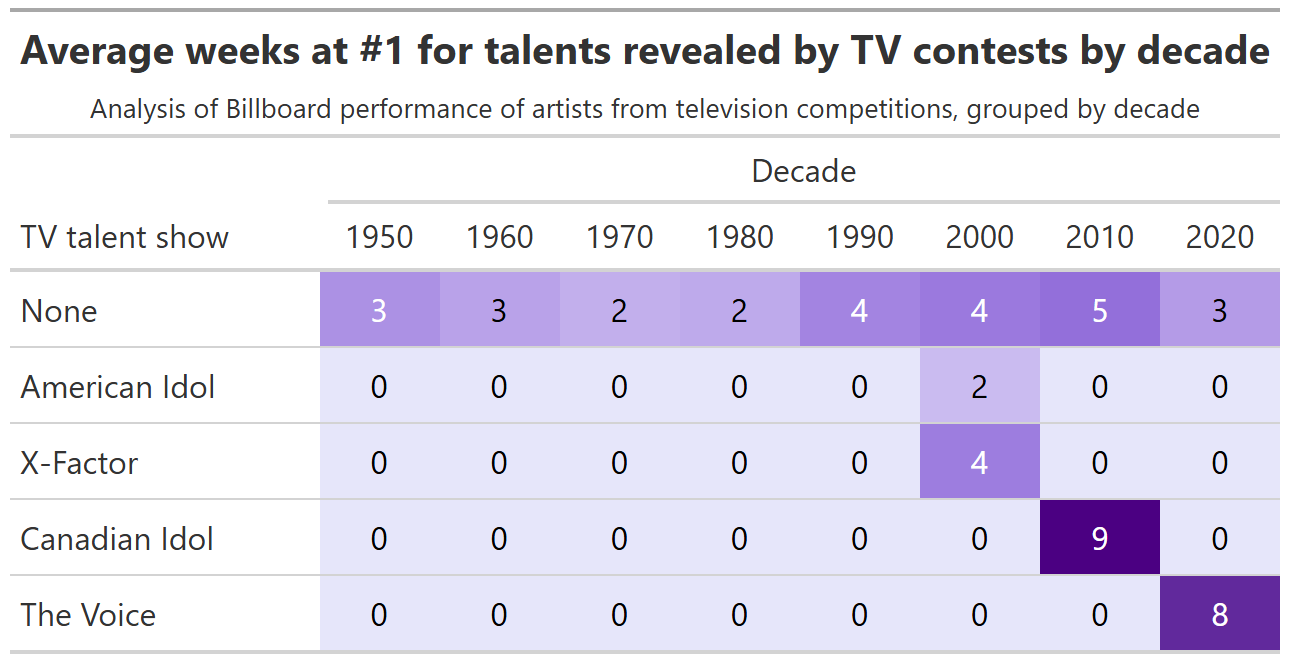 Average weeks at #1 for talents revealed by TV contests by decade
Analysis of Billboard performance of artists from television competitions, grouped by decade
Decade
TV talent show 1950 1960 1970 1980 1990 2000 2010 2020
None 3 3 2 2 4 4 5 3
American Idol 0 0 0 0 0 2 0 0
X-Factor 0 0 0 0 0 4 0 0
Canadian Idol 0 0 0 0 0 0 9 0
The Voice 0 0 0 0 0 0 0 8